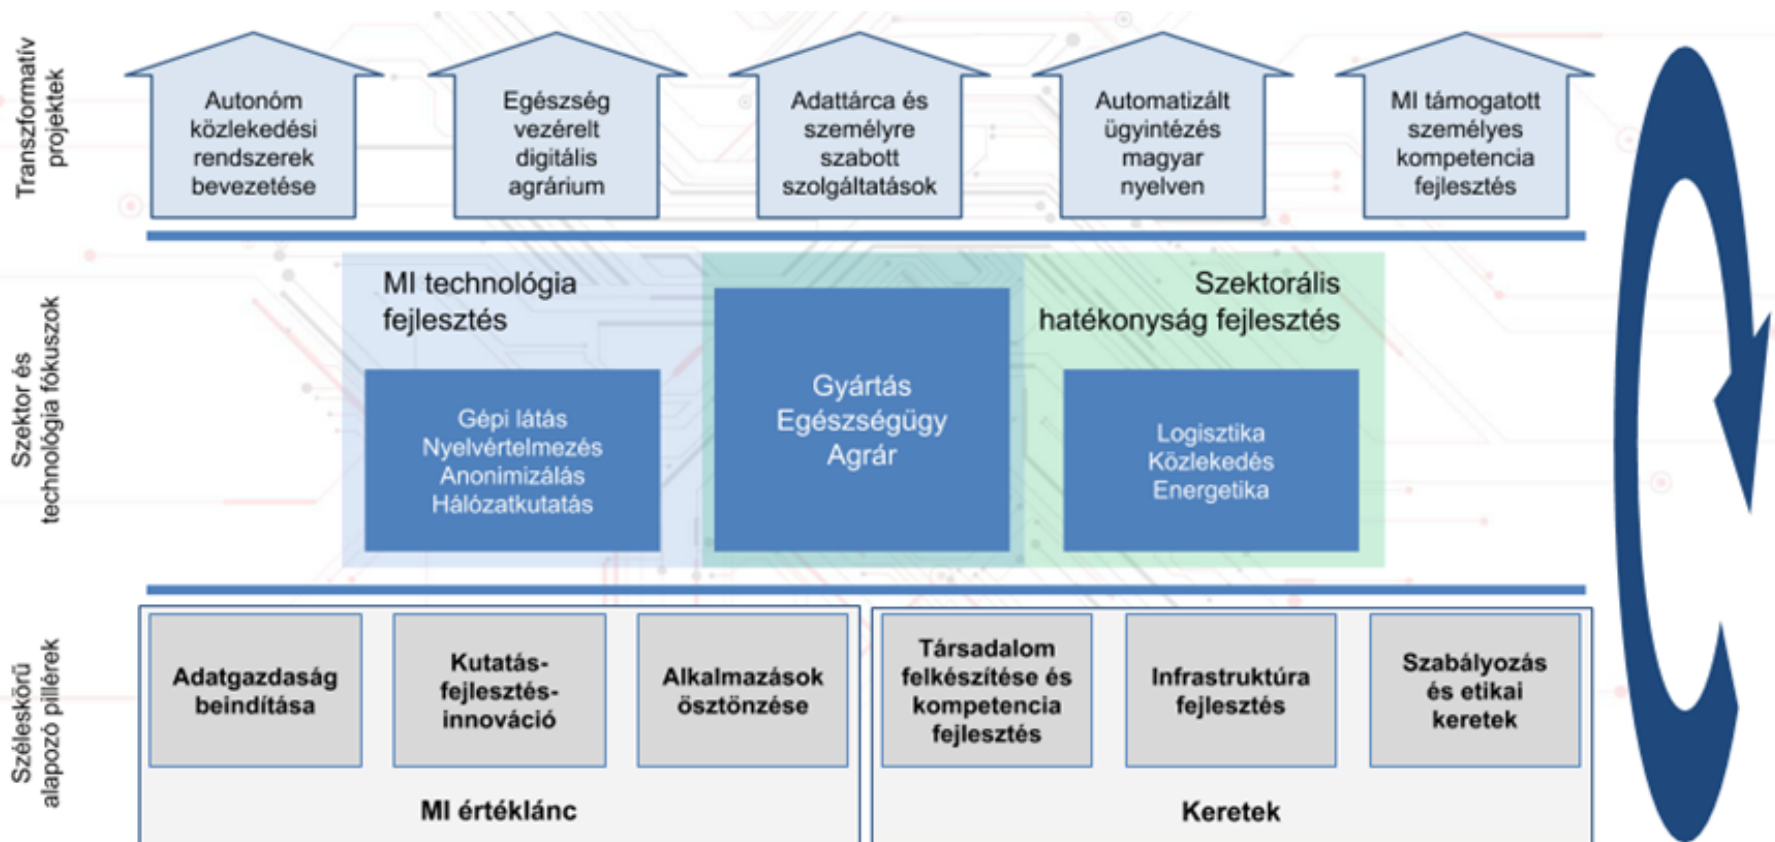 Transzformatív
projektek
Autonóm
közlekedési
rendszerek
bevezetése
Egészség
vezérelt
digitális
agrárium
Adattárca és
személyre
szabott
szolgáltatások
Automatizált
ügyintézés
magyar
nyelven
MI támogatott
személyes
kompetencia
fejlesztés
Szektor és
technológia fókuszok
MI technológia
fejlesztés
Gépi látás
Nyelvértelmezés
Anonimizálás
Hálózatkutatás
Gyártás
Egészségügy
Agrár
Szektorális
hatékonyság fejlesztés
Logisztika
Közlekedés
Energetika
Széleskörű
alapozó pillérek
Adatgazdaság
beindítása
Kutatás-
fejlesztés-
innováció
Alkalmazások
ösztönzése
MI értéklánc
Társadalom
felkészítése és
kompetencia
fejlesztés
Infrastruktúra
fejlesztés
Szabályozás
és etikai
keretek
Keretek